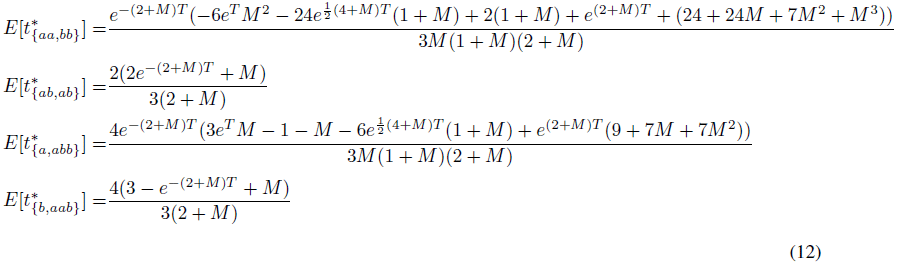 E[t^*_{\{aa,bb\}}] = \frac{e^{-(2+M)T}(-6e^T M^2 - 24e^{\frac{1}{2}(4+M)T}(1+M) + 2(1+M) + e^{(2+M)T} + (24 + 24M + 7M^2 + M^3))}{3M(1+M)(2+M)}
E[t^*_{\{ab,ab\}}] = \frac{2(2e^{-(2+M)T} + M)}{3(2+M)}
E[t^*_{\{a,abb\}}] = \frac{4e^{-(2+M)T}(3e^T M - 1 - M - 6e^{\frac{1}{2}(4+M)T}(1+M) + e^{(2+M)T}(9 + 7M + 7M^2))}{3M(1+M)(2+M)}
E[t^*_{\{b,aab\}}] = \frac{4(3 - e^{-(2+M)T} + M)}{3(2+M)}
(12)